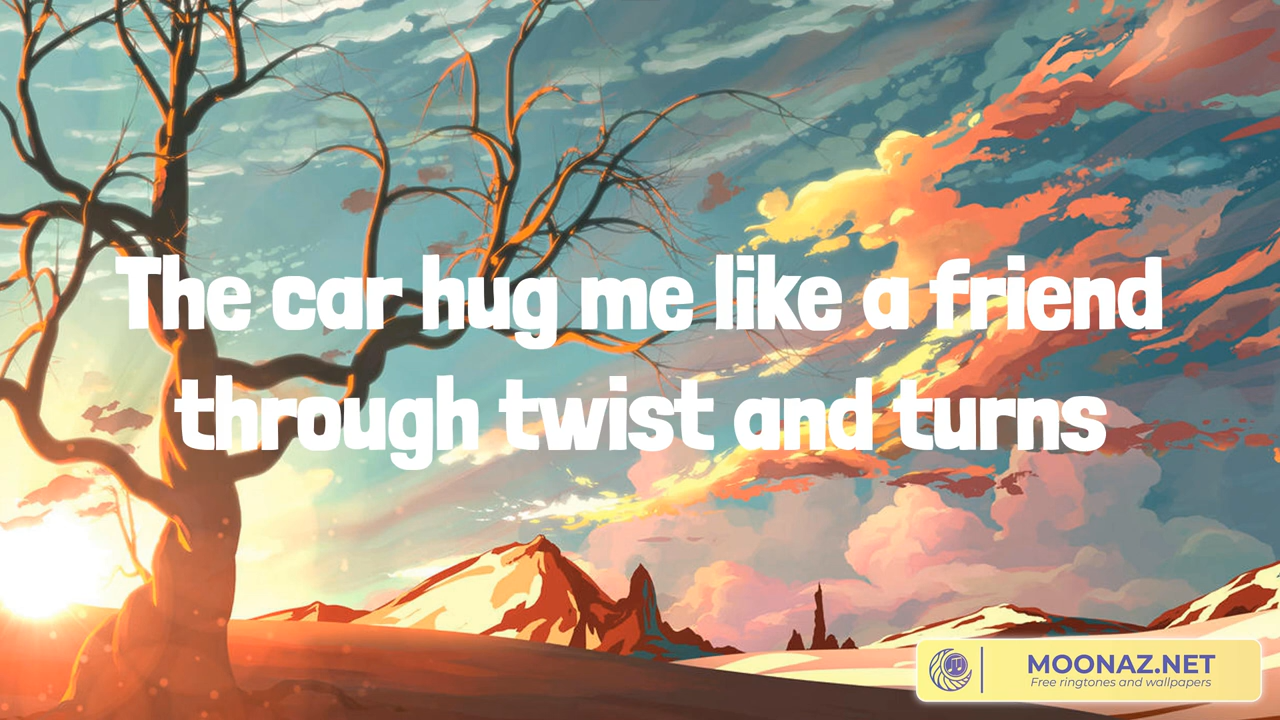 The car hug me like a friend
through twist and turns
MOONAZ.NET
Free ringtones and wallpapers